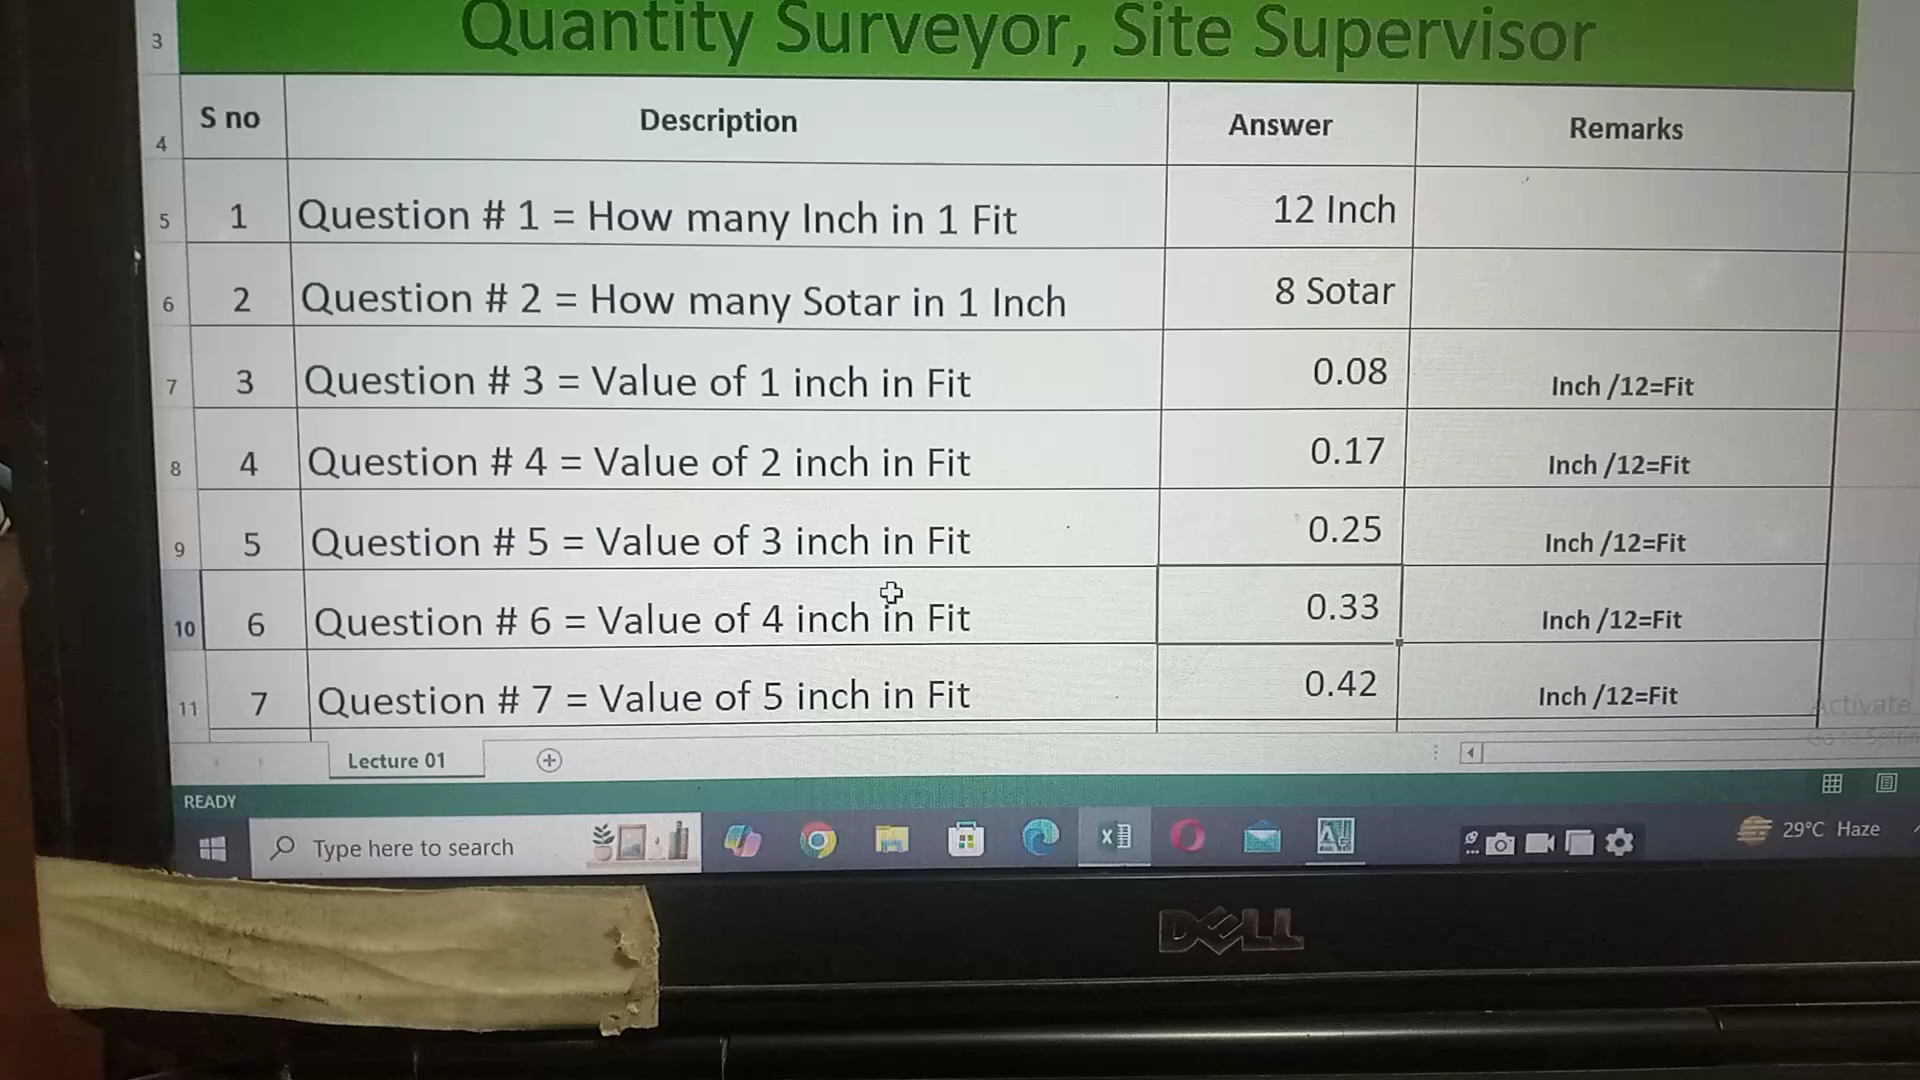 3 Quantity Surveyor, Site Supervisor
4 S no Description Answer Remarks
5 1 Question # 1 = How many Inch in 1 Fit 12 Inch
6 2 Question # 2 = How many Sotar in 1 Inch 8 Sotar
7 3 Question # 3 = Value of 1 inch in Fit 0.08 Inch /12=Fit
8 4 Question # 4 = Value of 2 inch in Fit 0.17 Inch /12=Fit
9 5 Question # 5 = Value of 3 inch in Fit 0.25 Inch /12=Fit
10 6 Question # 6 = Value of 4 inch in Fit 0.33 Inch /12=Fit
11 7 Question # 7 = Value of 5 inch in Fit 0.42 Inch /12=Fit
Activate
Go to Settin
Lecture 01
READY
Type here to search
29°C Haze
DELL